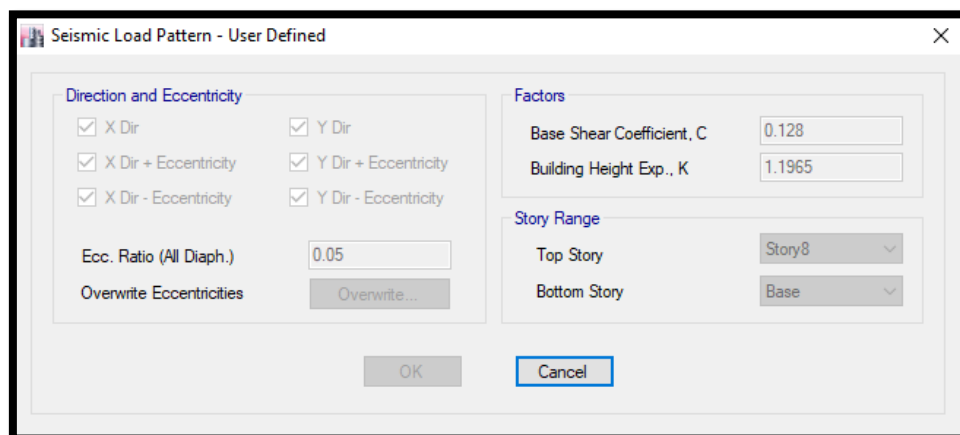 Seismic Load Pattern - User Defined
Direction and Eccentricity
X Dir
Y Dir
X Dir + Eccentricity
Y Dir + Eccentricity
X Dir - Eccentricity
Y Dir - Eccentricity
Ecc. Ratio (All Diaph.)
0.05
Overwrite Eccentricities
Overwrite...
Factors
Base Shear Coefficient, C
0.128
Building Height Exp., K
1.1965
Story Range
Top Story
Story8
Bottom Story
Base
OK
Cancel